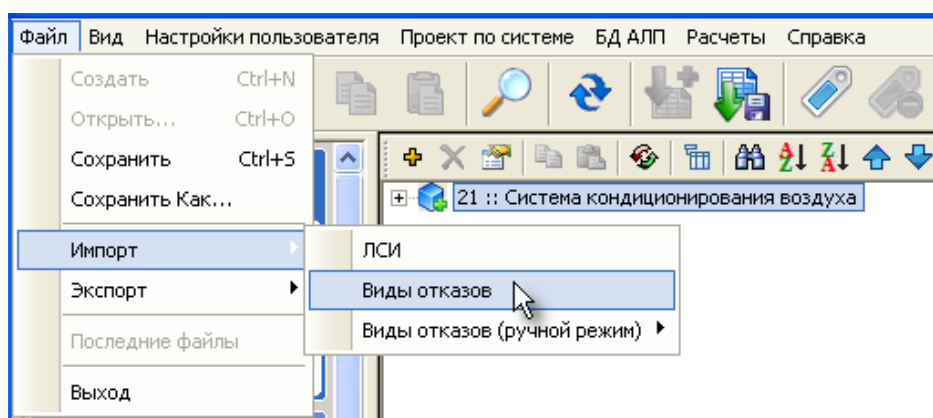 Файл Вид Настройки пользователя Проект по системе БД АЛП Расчеты Справка
Создать Ctrl+N
Открыть... Ctrl+O
Сохранить Ctrl+S
Сохранить Как...
Импорт
Экспорт
Последние файлы
Выход
21 :: Система кондиционирования воздуха
ЛСИ
Виды отказов
Виды отказов (ручной режим)